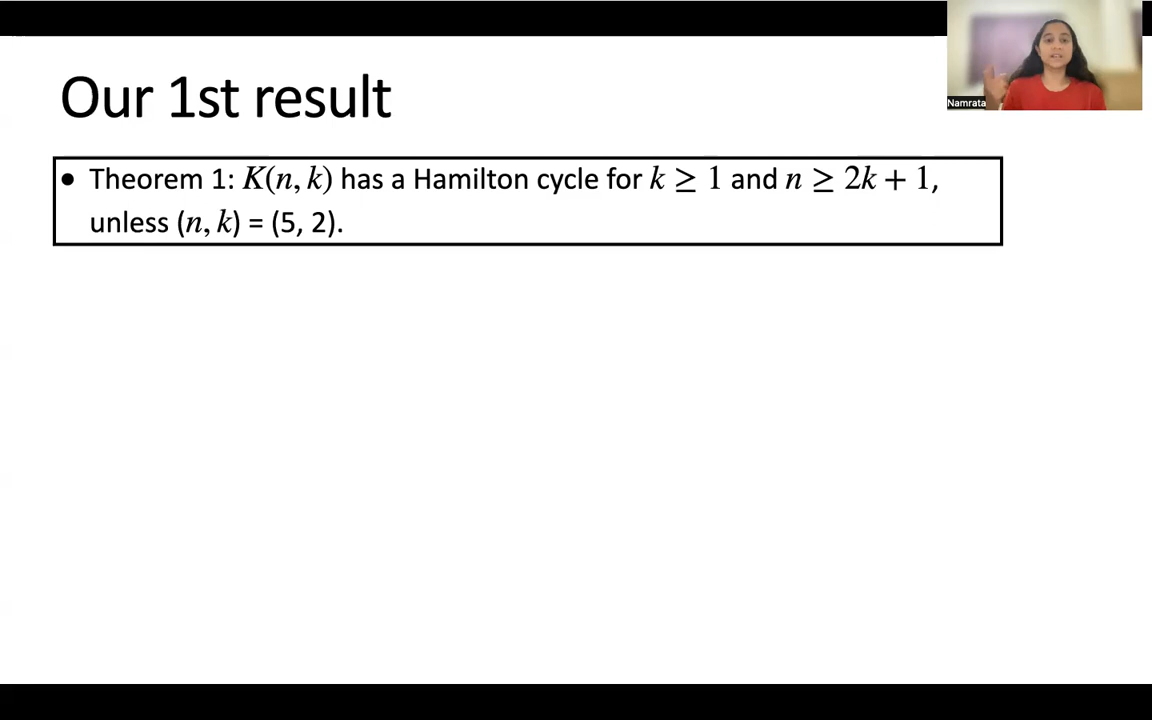 Namrata
Our 1st result
• Theorem 1: K(n, k) has a Hamilton cycle for k ≥ 1 and n ≥ 2k + 1,
unless (n, k) = (5, 2).